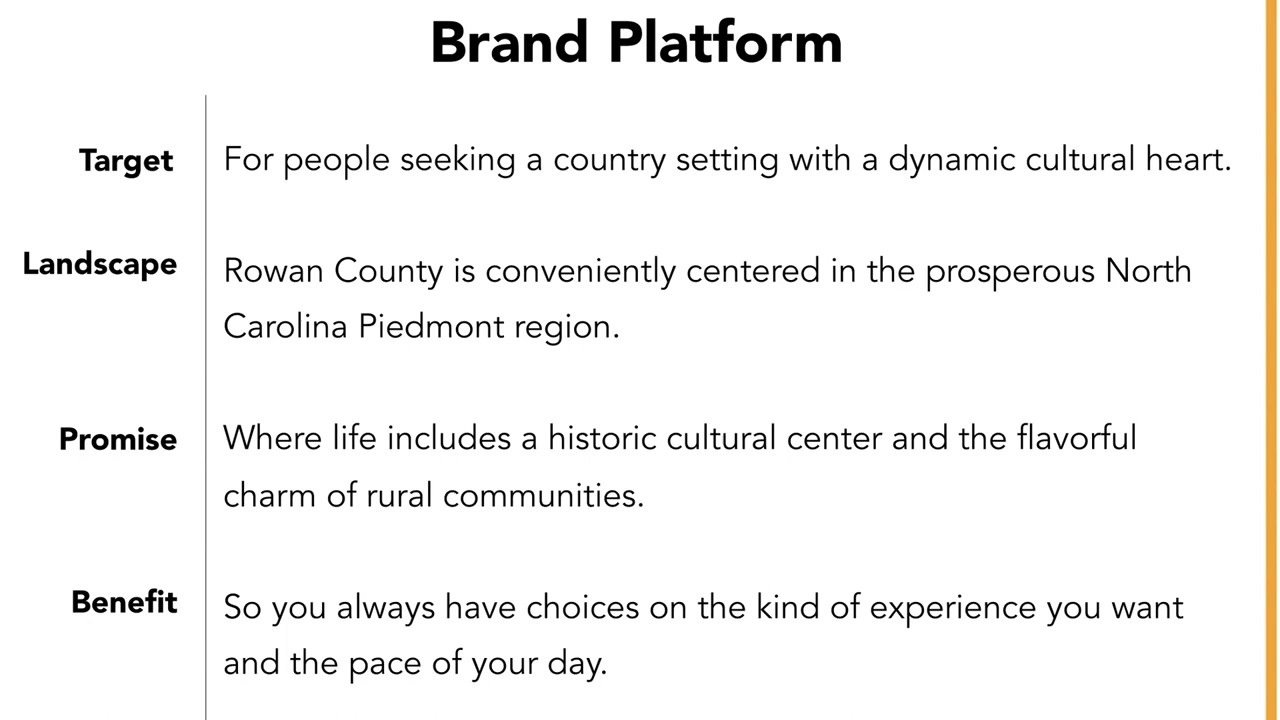 Brand Platform
Target
For people seeking a country setting with a dynamic cultural heart.
Landscape
Rowan County is conveniently centered in the prosperous North
Carolina Piedmont region.
Promise
Where life includes a historic cultural center and the flavorful
charm of rural communities.
Benefit
So you always have choices on the kind of experience you want
and the pace of your day.